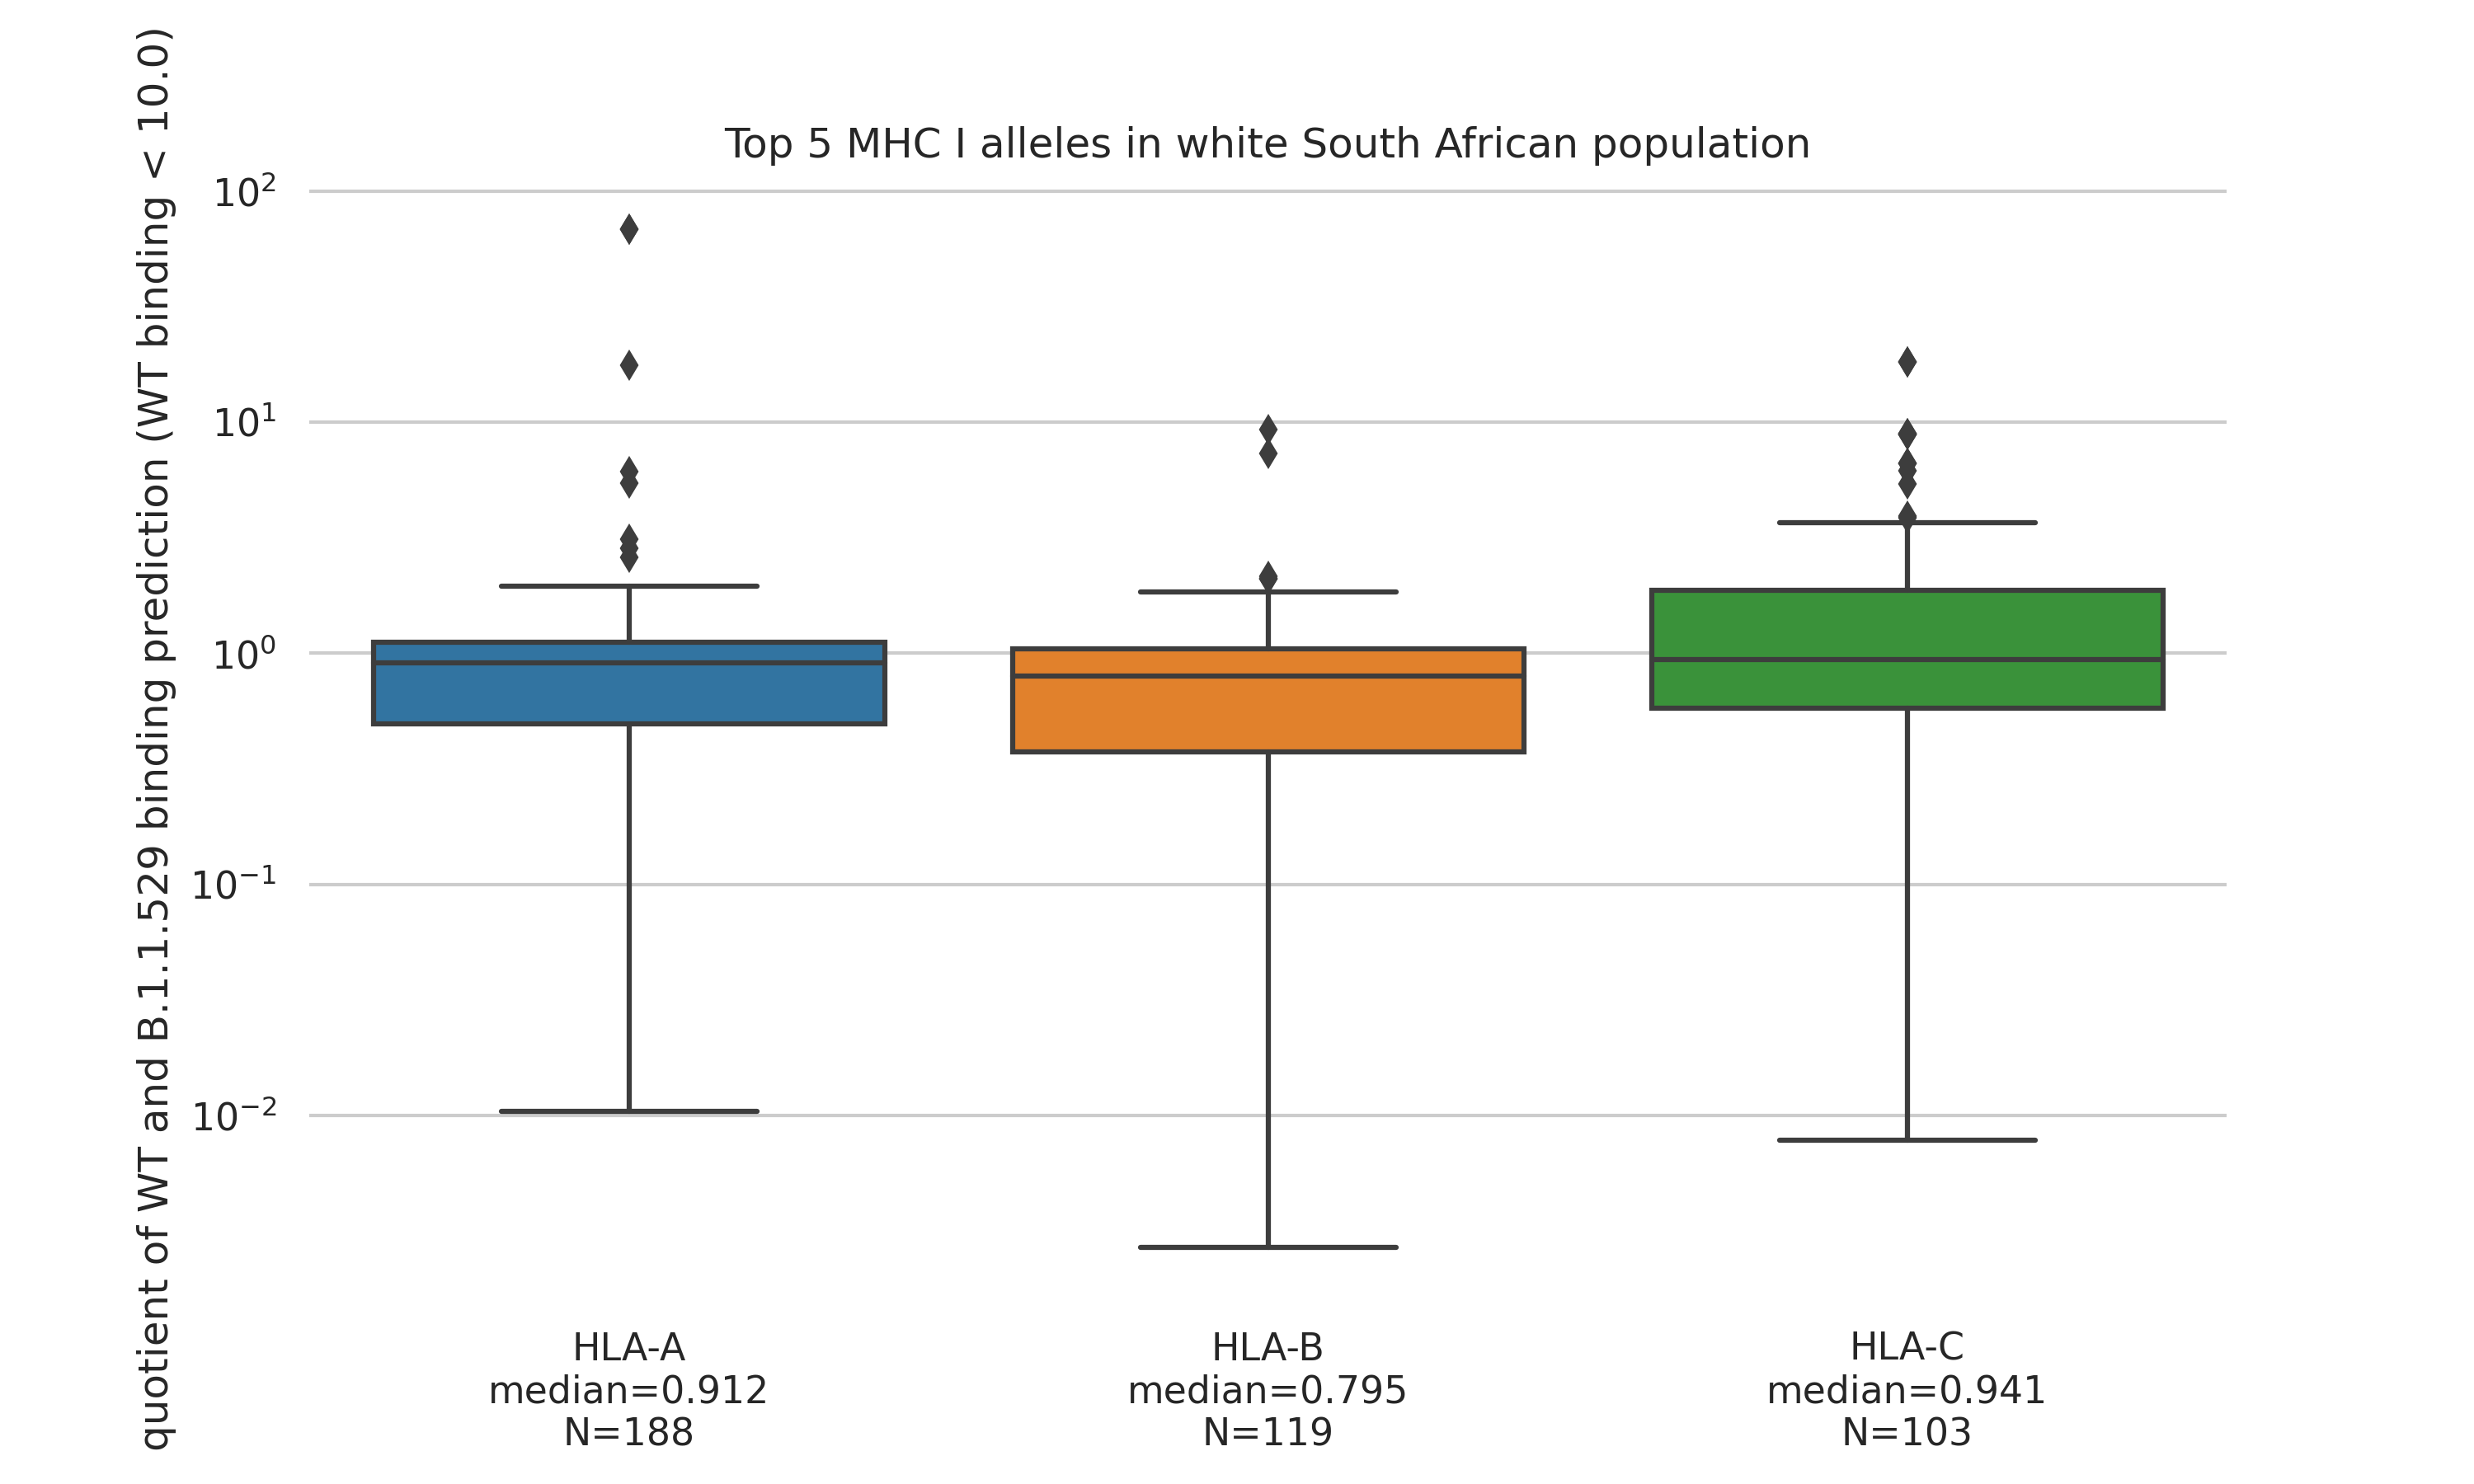 Top 5 MHC I alleles in white South African population
quotient of WT and B.1.1.529 binding prediction (WT binding < 10.0)
10²
10¹
10⁰
10⁻¹
10⁻²
HLA-A
median=0.912
N=188
HLA-B
median=0.795
N=119
HLA-C
median=0.941
N=103